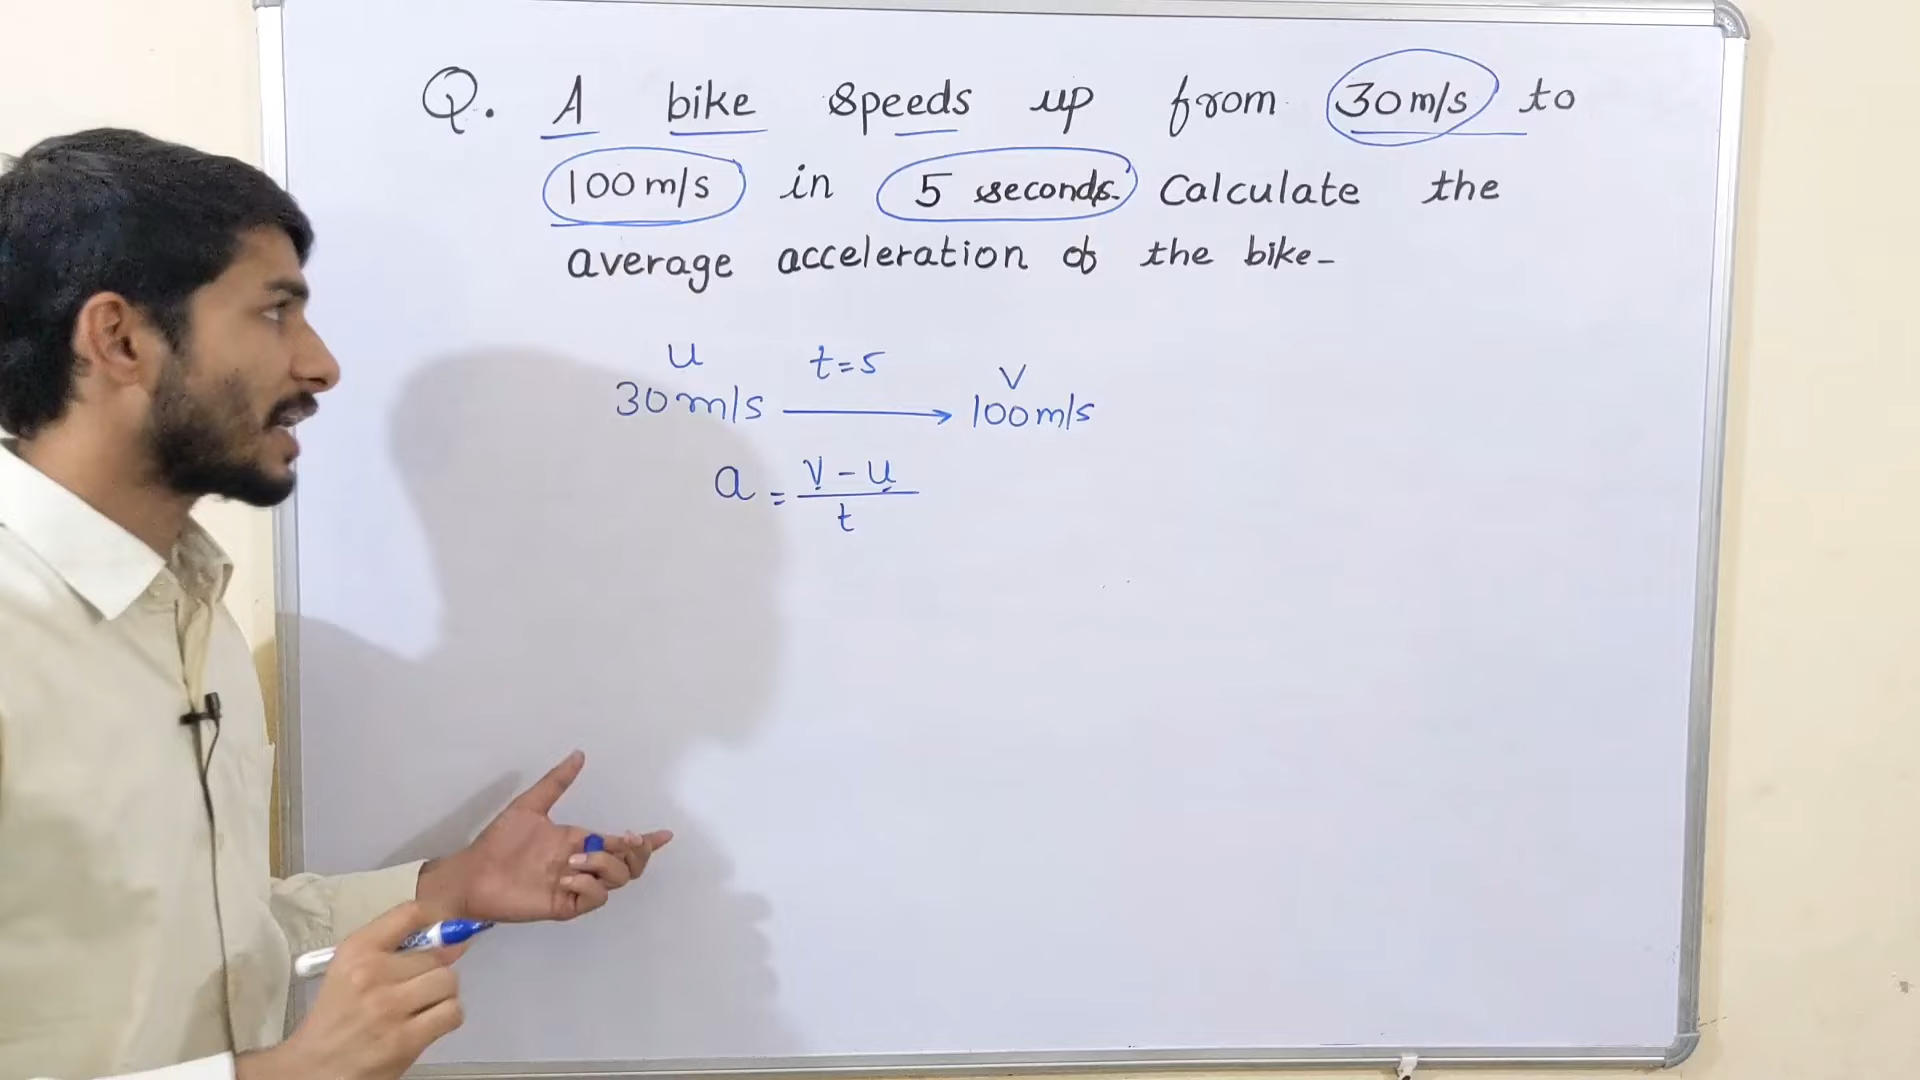 Q. A bike speeds up from 30m/s to
100m/s in 5 seconds. Calculate the
average acceleration of the bike-
u t=5 v
30m/s → 100m/s
a = v - u
t